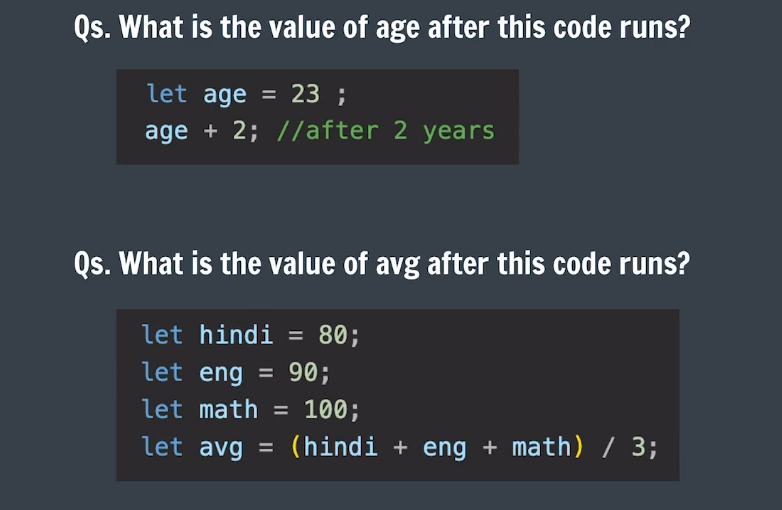 Qs. What is the value of age after this code runs?
let age = 23 ;
age + 2; //after 2 years
Qs. What is the value of avg after this code runs?
let hindi = 80;
let eng = 90;
let math = 100;
let avg = (hindi + eng + math) / 3;